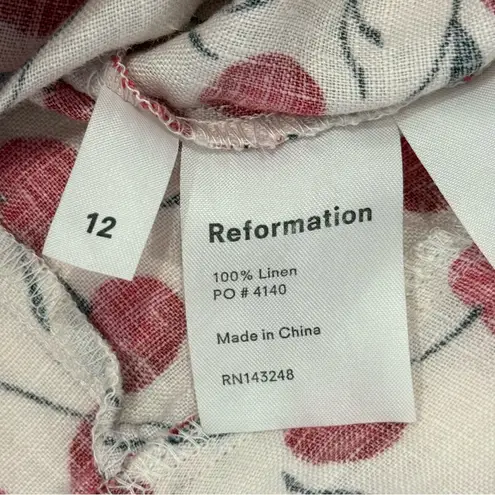 12
Reformation
100% Linen
PO # 4140
Made in China
RN143248